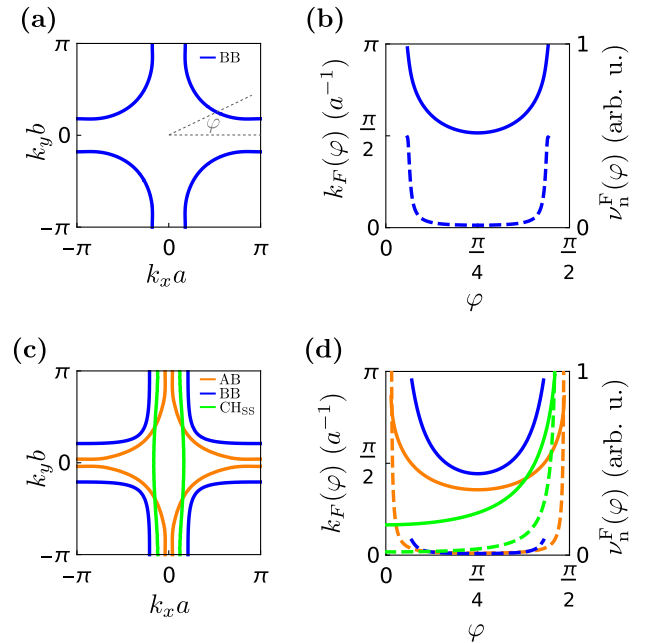 (a)
π
0
−π
k_y b
BB
φ
−π
0
π
k_x a
(b)
π
π/2
0
k_F(φ) (a⁻¹)
1
0
ν_n^F(φ) (arb. u.)
0
π/4
π/2
φ
(c)
π
0
−π
k_y b
AB
BB
CH_SS
−π
0
π
k_x a
(d)
π
π/2
0
k_F(φ) (a⁻¹)
1
0
ν_n^F(φ) (arb. u.)
0
π/4
π/2
φ